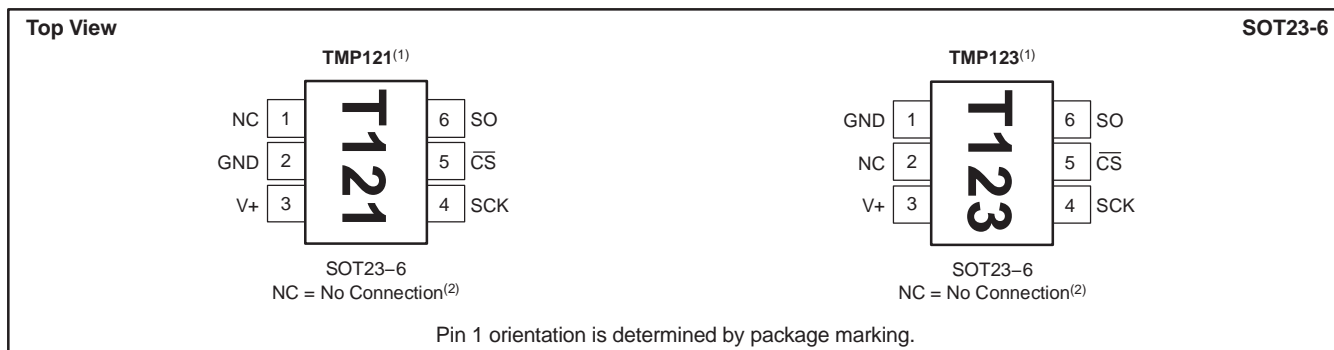 Top View
SOT23-6
TMP121(1)
NC 1
GND 2
V+ 3
T121
6 SO
5 C̅S̅
4 SCK
SOT23−6
NC = No Connection(2)
TMP123(1)
GND 1
NC 2
V+ 3
T123
6 SO
5 C̅S̅
4 SCK
SOT23−6
NC = No Connection(2)
Pin 1 orientation is determined by package marking.